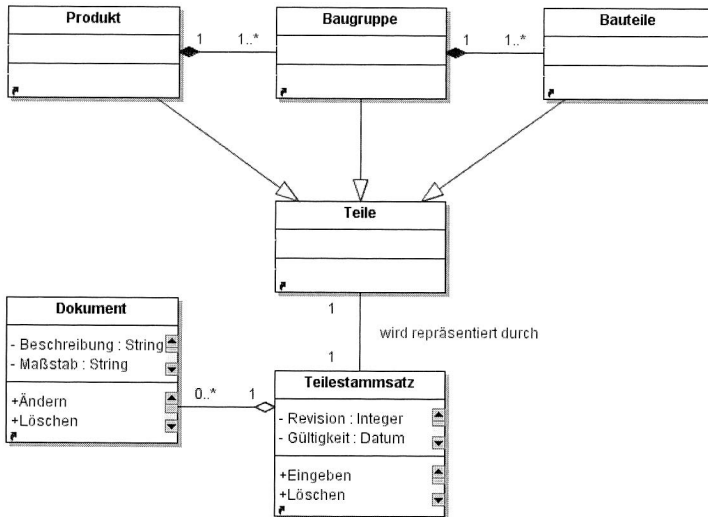 Produkt
1
1..*
Baugruppe
1
1..*
Bauteile
Teile
1
wird repräsentiert durch
1
Dokument
- Beschreibung : String
- Maßstab : String
+Ändern
+Löschen
0..*
1
Teilestammsatz
- Revision : Integer
- Gültigkeit : Datum
+Eingeben
+Löschen